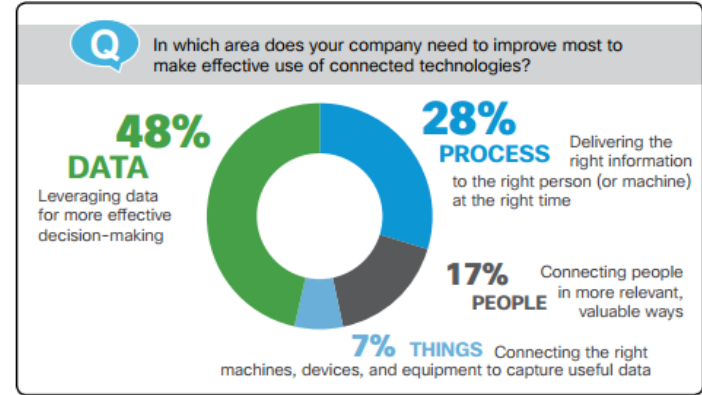 Q
In which area does your company need to improve most to
make effective use of connected technologies?
48%
DATA
Leveraging data
for more effective
decision-making
28%
PROCESS Delivering the
right information
to the right person (or machine)
at the right time
17%
PEOPLE Connecting people
in more relevant,
valuable ways
7% THINGS Connecting the right
machines, devices, and equipment to capture useful data